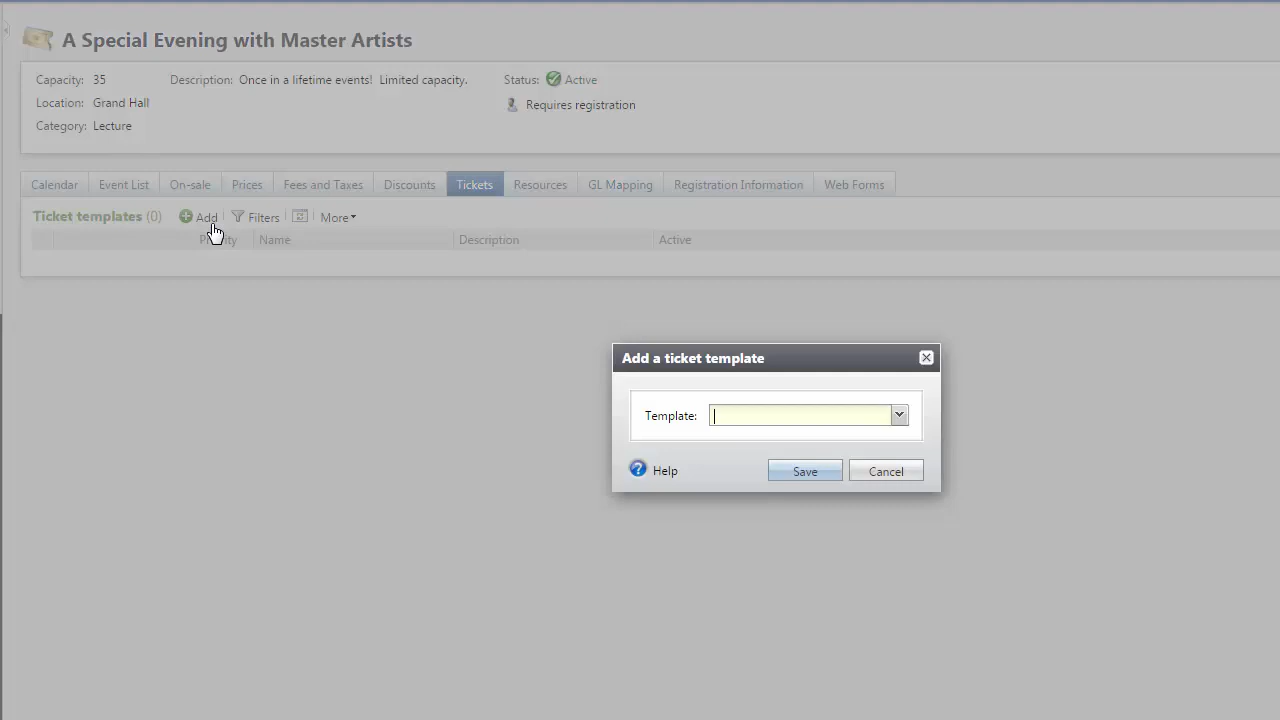 A Special Evening with Master Artists
Capacity: 35 Description: Once in a lifetime events! Limited capacity. Status: Active
Location: Grand Hall Requires registration
Category: Lecture
Calendar Event List On-sale Prices Fees and Taxes Discounts Tickets Resources GL Mapping Registration Information Web Forms
Ticket templates (0) Add Filters More
Priority Name Description Active
Add a ticket template
Template:
? Help Save Cancel